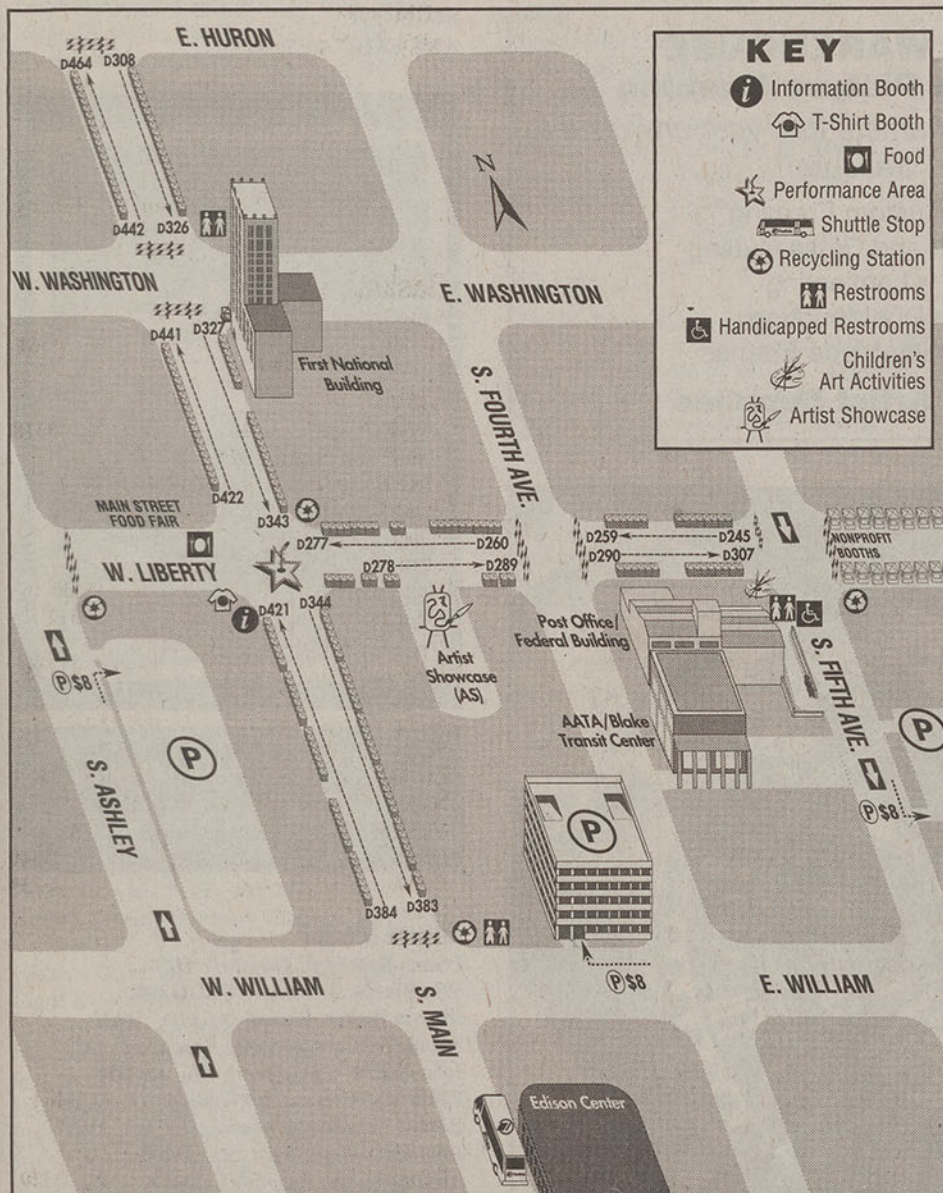 E. HURON
D464 D308
KEY
i Information Booth
T-Shirt Booth
Food
Performance Area
Shuttle Stop
Recycling Station
Restrooms
Handicapped Restrooms
Children's
Art Activities
Artist Showcase
N
D442 D326
W. WASHINGTON
E. WASHINGTON
D441 D327
First National
Building
S. FOURTH AVE.
D422
D343
MAIN STREET
FOOD FAIR
W. LIBERTY
D277 D260
D278 D289
D259 D245
D290 D307
NONPROFIT
BOOTHS
D421 D344
i
Artist
Showcase
(AS)
Post Office/
Federal Building
AATA/Blake
Transit Center
S. FIFTH AVE.
P $8
P
S. ASHLEY
P
P $8
P
D384 D383
P $8
W. WILLIAM
S. MAIN
E. WILLIAM
Edison Center